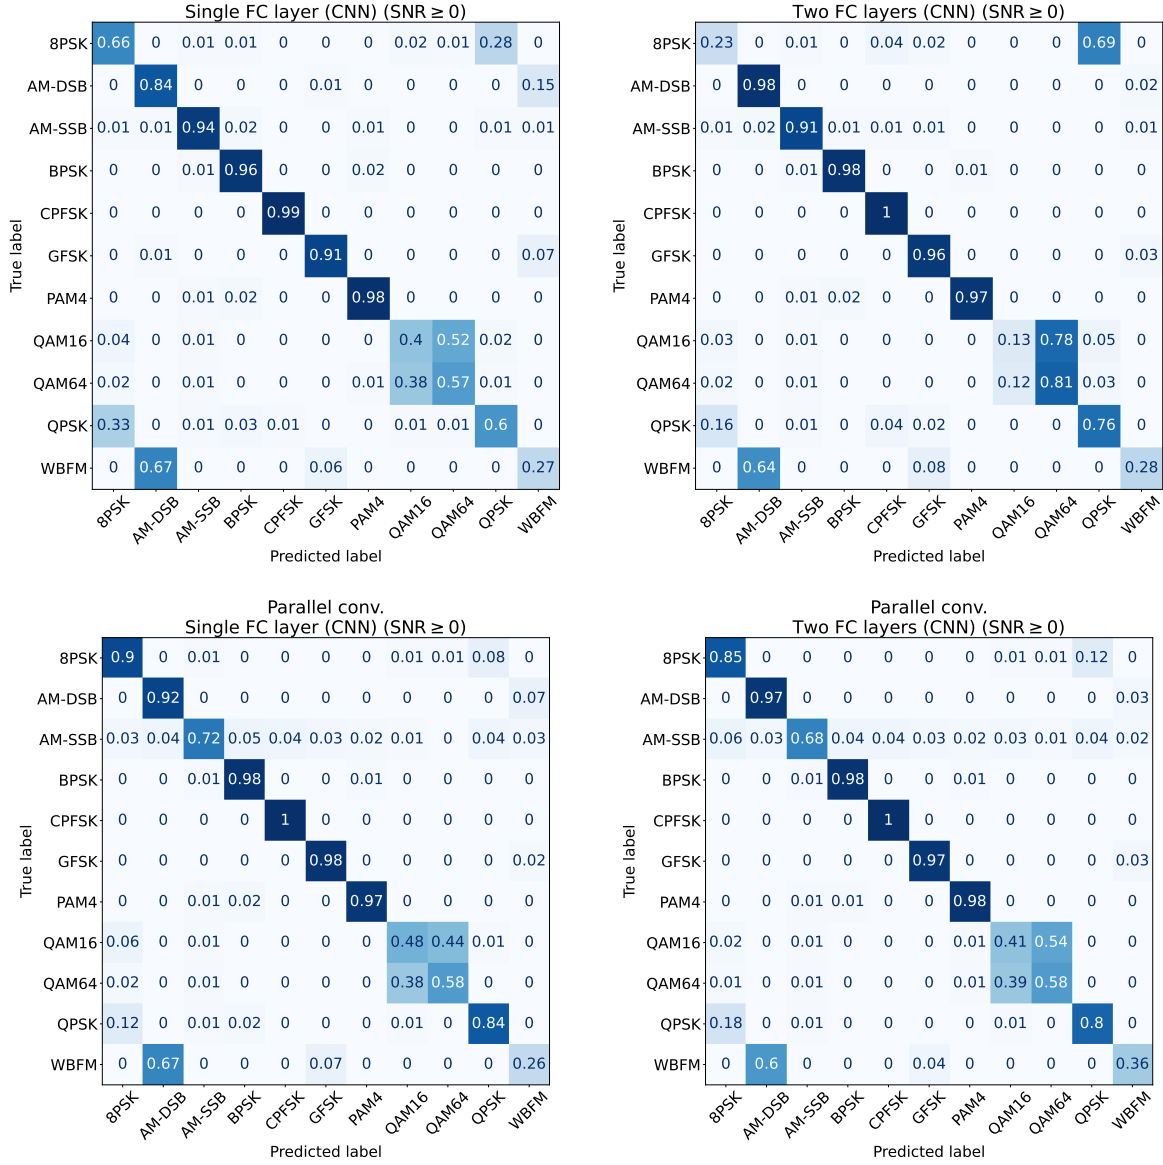 Single FC layer (CNN) (SNR ≥ 0)
True label
8PSK 0.66 0 0.01 0.01 0 0 0 0.02 0.01 0.28 0
AM-DSB 0 0.84 0 0 0 0.01 0 0 0 0 0.15
AM-SSB 0.01 0.01 0.94 0.02 0 0 0.01 0 0 0.01 0.01
BPSK 0 0 0.01 0.96 0 0 0.02 0 0 0 0
CPFSK 0 0 0 0 0.99 0 0 0 0 0 0
GFSK 0 0.01 0 0 0 0.91 0 0 0 0 0.07
PAM4 0 0 0.01 0.02 0 0 0.98 0 0 0 0
QAM16 0.04 0 0.01 0 0 0 0 0.4 0.52 0.02 0
QAM64 0.02 0 0.01 0 0 0 0.01 0.38 0.57 0.01 0
QPSK 0.33 0 0.01 0.03 0.01 0 0 0.01 0.01 0.6 0
WBFM 0 0.67 0 0 0 0.06 0 0 0 0 0.27
8PSK AM-DSB AM-SSB BPSK CPFSK GFSK PAM4 QAM16 QAM64 QPSK WBFM
Predicted label
Two FC layers (CNN) (SNR ≥ 0)
True label
8PSK 0.23 0 0.01 0 0.04 0.02 0 0 0 0.69 0
AM-DSB 0 0.98 0 0 0 0 0 0 0 0 0.02
AM-SSB 0.01 0.02 0.91 0.01 0.01 0.01 0 0 0 0 0.01
BPSK 0 0 0.01 0.98 0 0 0.01 0 0 0 0
CPFSK 0 0 0 0 1 0 0 0 0 0 0
GFSK 0 0 0 0 0 0.96 0 0 0 0 0.03
PAM4 0 0 0.01 0.02 0 0 0.97 0 0 0 0
QAM16 0.03 0 0.01 0 0 0 0 0.13 0.78 0.05 0
QAM64 0.02 0 0.01 0 0 0 0 0.12 0.81 0.03 0
QPSK 0.16 0 0.01 0 0.04 0.02 0 0 0 0.76 0
WBFM 0 0.64 0 0 0 0.08 0 0 0 0 0.28
8PSK AM-DSB AM-SSB BPSK CPFSK GFSK PAM4 QAM16 QAM64 QPSK WBFM
Predicted label
Parallel conv.
Single FC layer (CNN) (SNR ≥ 0)
True label
8PSK 0.9 0 0.01 0 0 0 0 0.01 0.01 0.08 0
AM-DSB 0 0.92 0 0 0 0 0 0 0 0 0.07
AM-SSB 0.03 0.04 0.72 0.05 0.04 0.03 0.02 0.01 0 0.04 0.03
BPSK 0 0 0.01 0.98 0 0 0.01 0 0 0 0
CPFSK 0 0 0 0 1 0 0 0 0 0 0
GFSK 0 0 0 0 0 0.98 0 0 0 0 0.02
PAM4 0 0 0.01 0.02 0 0 0.97 0 0 0 0
QAM16 0.06 0 0.01 0 0 0 0 0.48 0.44 0.01 0
QAM64 0.02 0 0.01 0 0 0 0 0.38 0.58 0 0
QPSK 0.12 0 0.01 0.02 0 0 0 0.01 0 0.84 0
WBFM 0 0.67 0 0 0 0.07 0 0 0 0 0.26
8PSK AM-DSB AM-SSB BPSK CPFSK GFSK PAM4 QAM16 QAM64 QPSK WBFM
Predicted label
Parallel conv.
Two FC layers (CNN) (SNR ≥ 0)
True label
8PSK 0.85 0 0 0 0 0 0 0.01 0.01 0.12 0
AM-DSB 0 0.97 0 0 0 0 0 0 0 0 0.03
AM-SSB 0.06 0.03 0.68 0.04 0.04 0.03 0.02 0.03 0.01 0.04 0.02
BPSK 0 0 0.01 0.98 0 0 0.01 0 0 0 0
CPFSK 0 0 0 0 1 0 0 0 0 0 0
GFSK 0 0 0 0 0 0.97 0 0 0 0 0.03
PAM4 0 0 0.01 0.01 0 0 0.98 0 0 0 0
QAM16 0.02 0 0.01 0 0 0 0.01 0.41 0.54 0 0
QAM64 0.01 0 0.01 0 0 0 0.01 0.39 0.58 0 0
QPSK 0.18 0 0.01 0 0 0 0 0.01 0 0.8 0
WBFM 0 0.6 0 0 0 0.04 0 0 0 0 0.36
8PSK AM-DSB AM-SSB BPSK CPFSK GFSK PAM4 QAM16 QAM64 QPSK WBFM
Predicted label